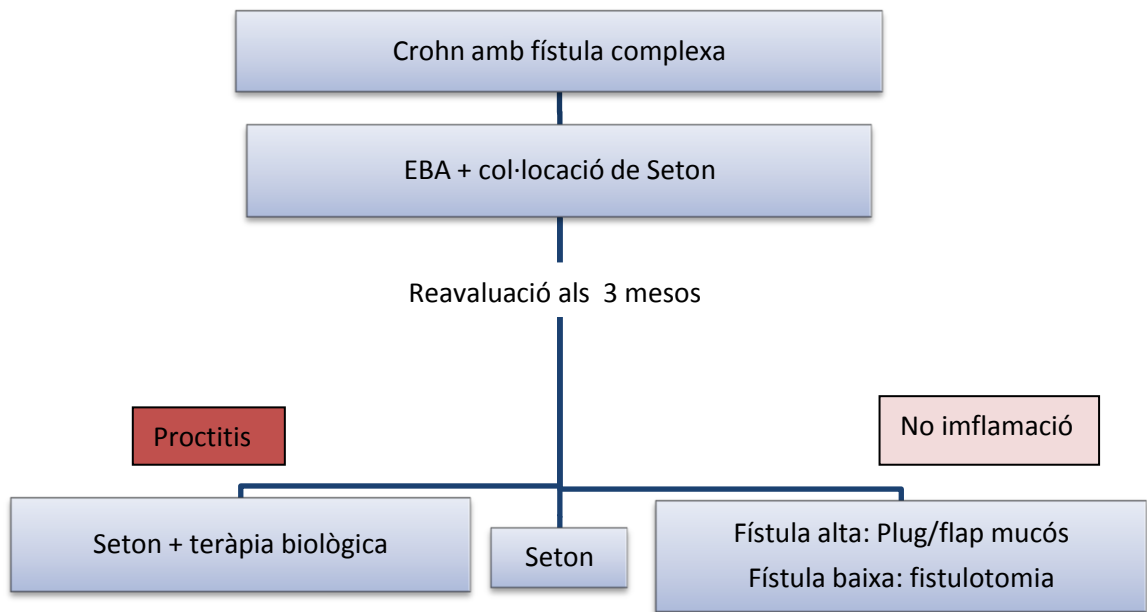 Crohn amb fístula complexa
EBA + col·locació de Seton
Reavaluació als 3 mesos
Proctitis
No imflamació
Seton + teràpia biològica
Seton
Fístula alta: Plug/flap mucós
Fístula baixa: fistulotomia